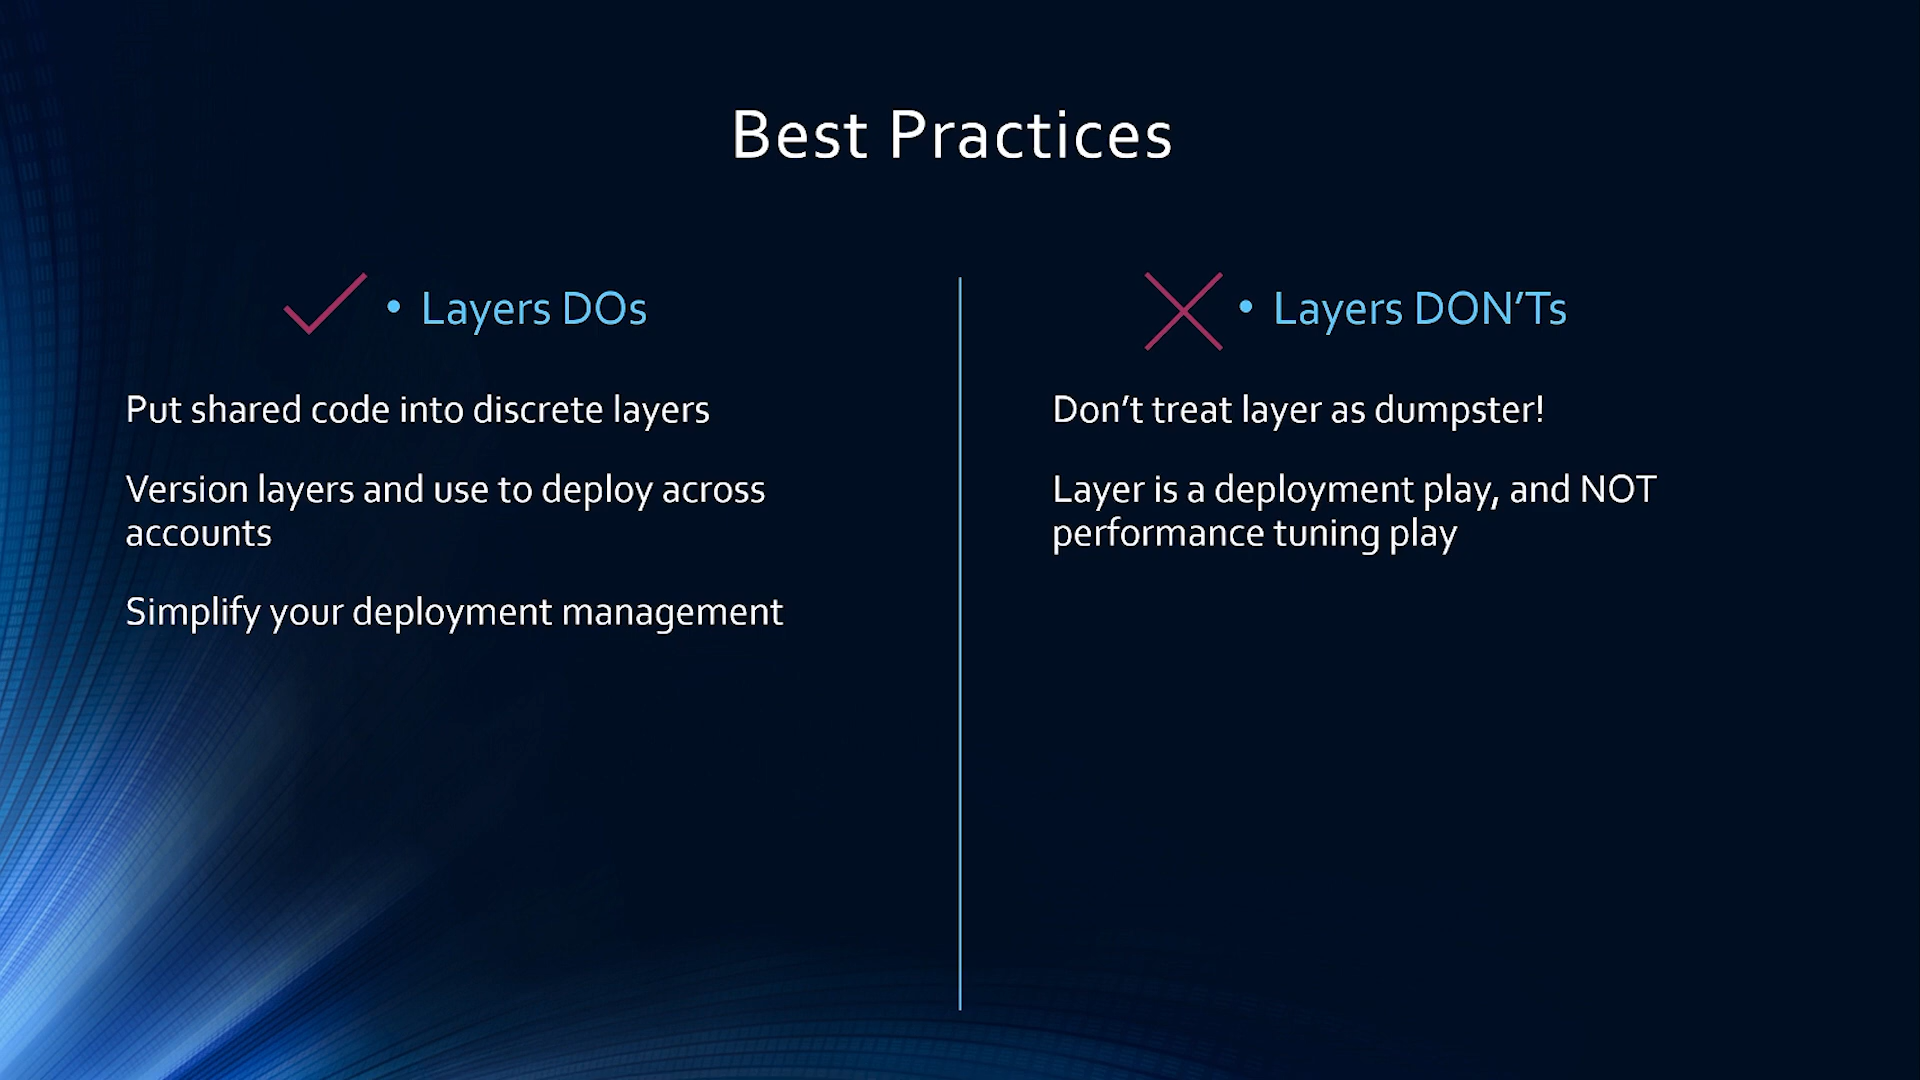 Best Practices
• Layers DOs
Put shared code into discrete layers
Version layers and use to deploy across
accounts
Simplify your deployment management
• Layers DON’Ts
Don’t treat layer as dumpster!
Layer is a deployment play, and NOT
performance tuning play